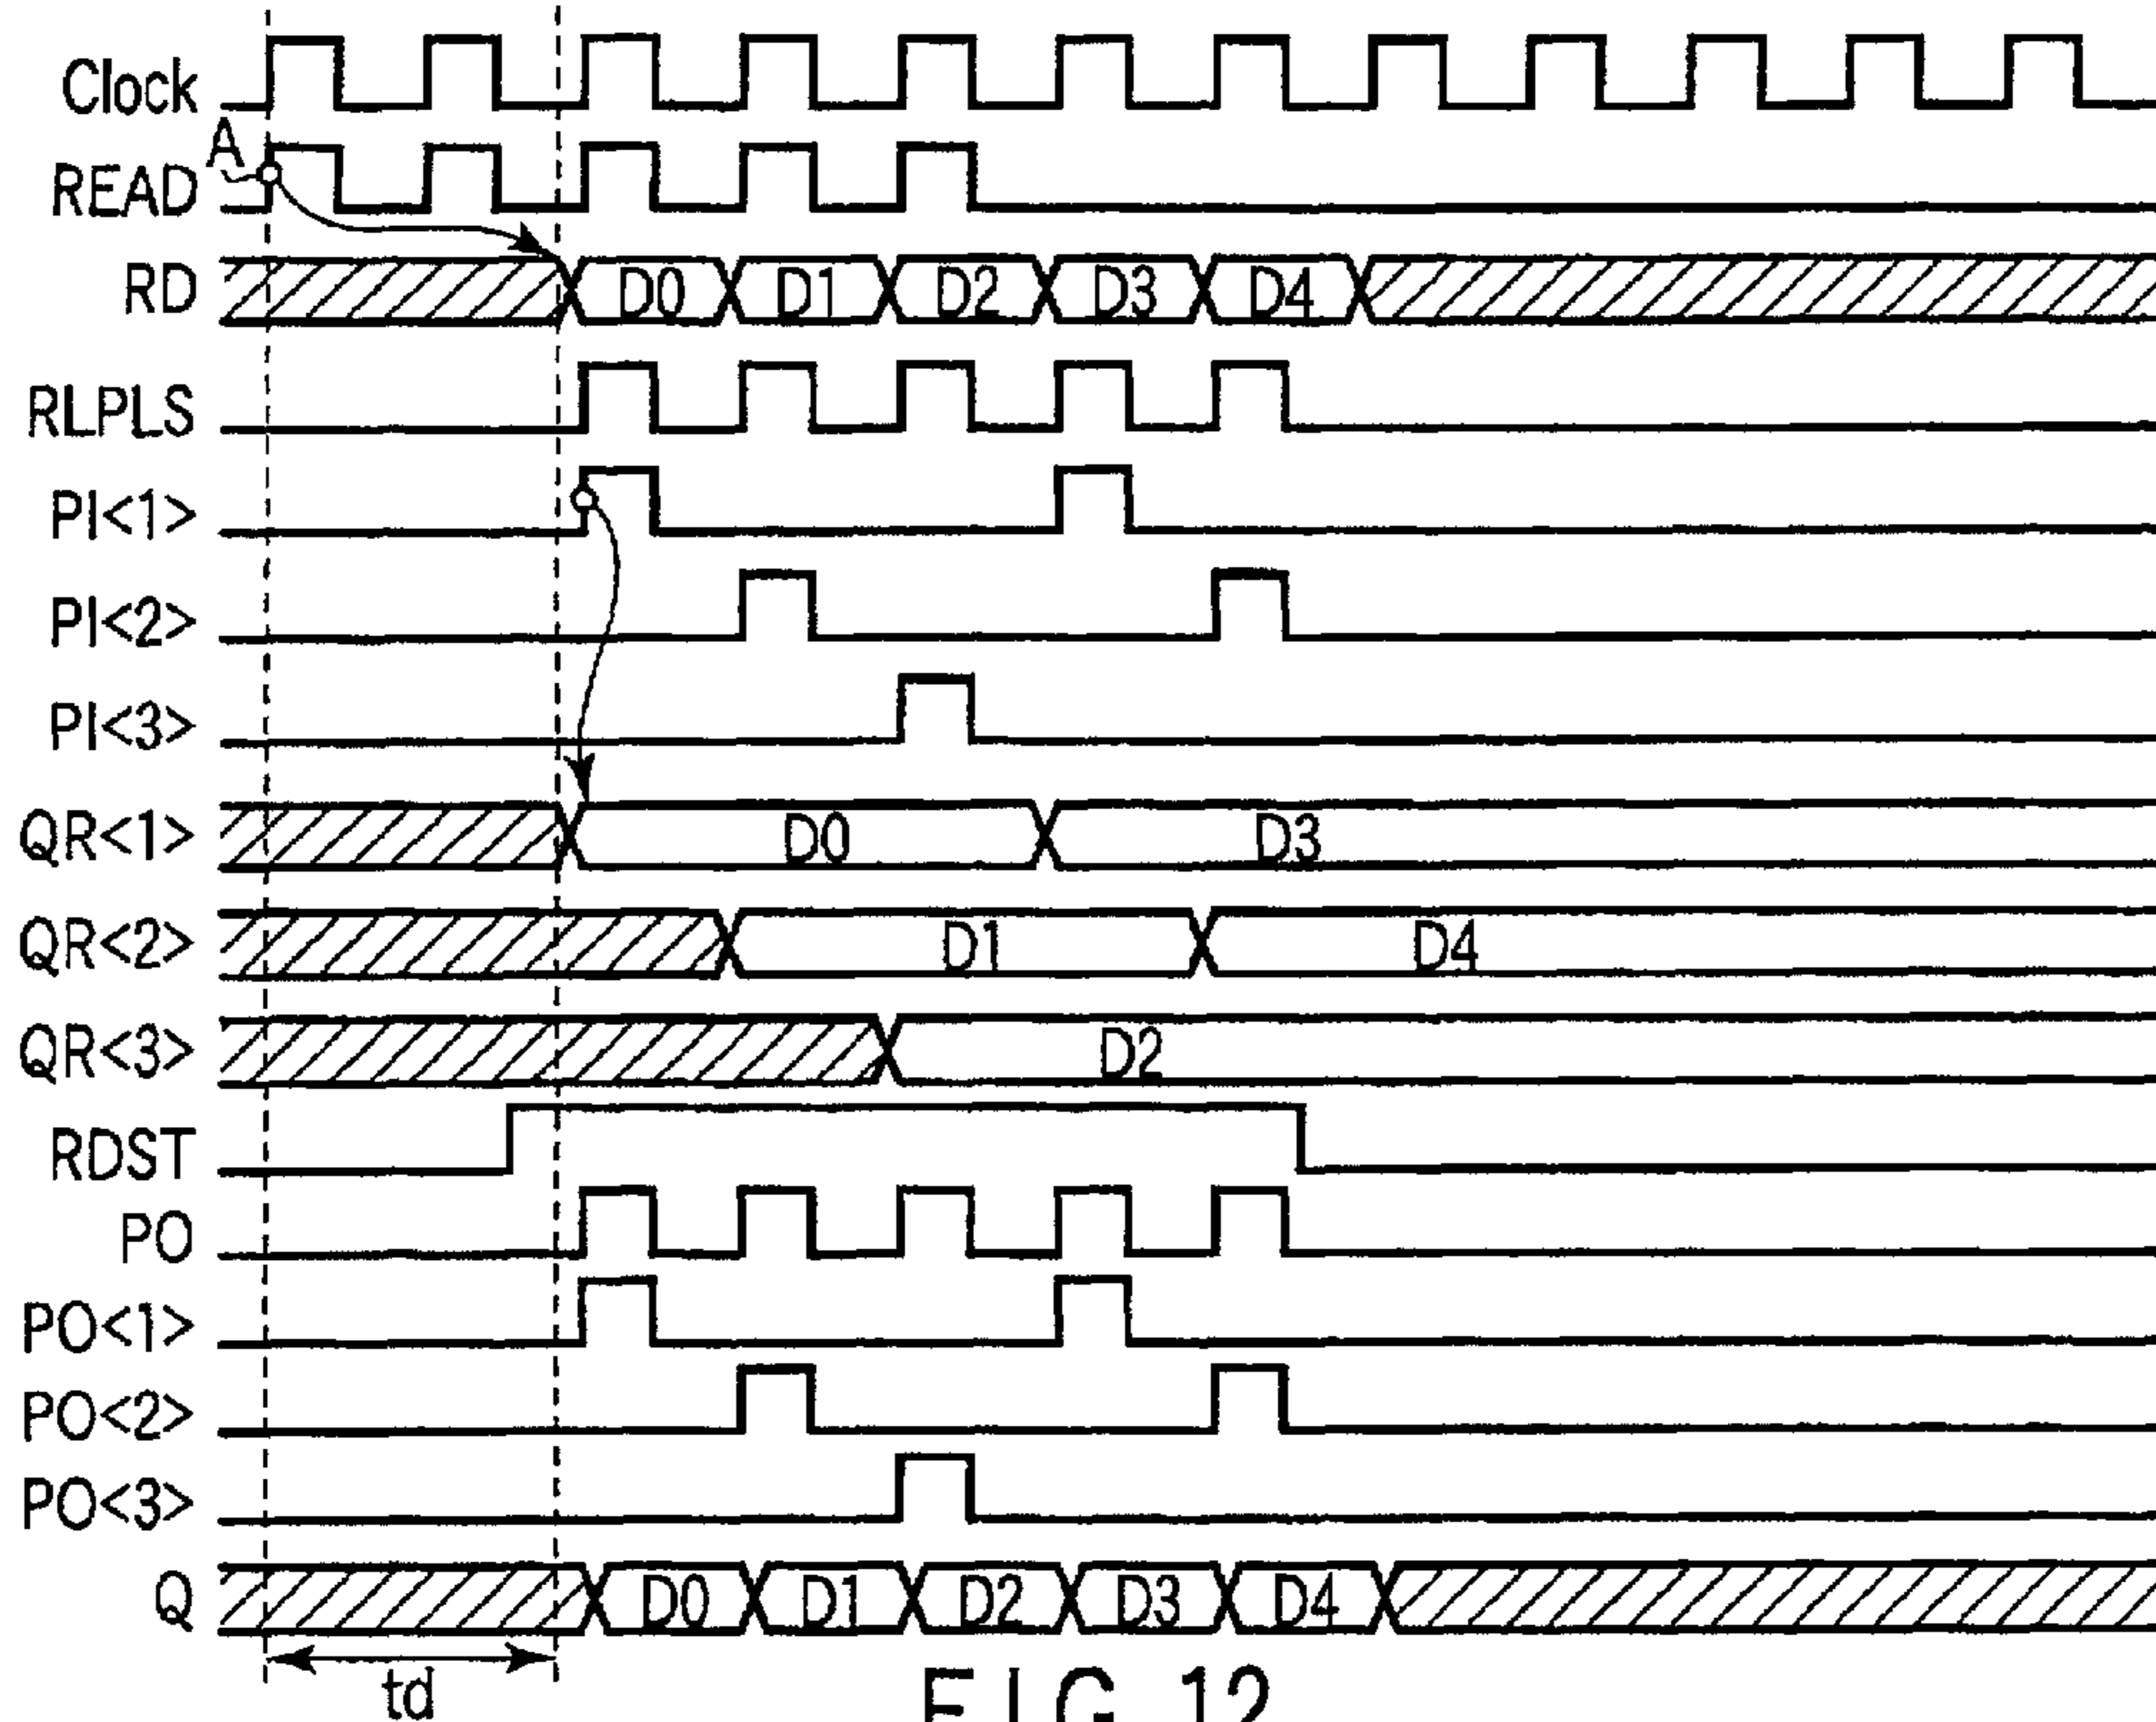 Clock
A
READ
RD D0 D1 D2 D3 D4
RLPLS
PI<1>
PI<2>
PI<3>
QR<1> D0 D3
QR<2> D1 D4
QR<3> D2
RDST
PO
PO<1>
PO<2>
PO<3>
Q D0 D1 D2 D3 D4
td
FIG. 12